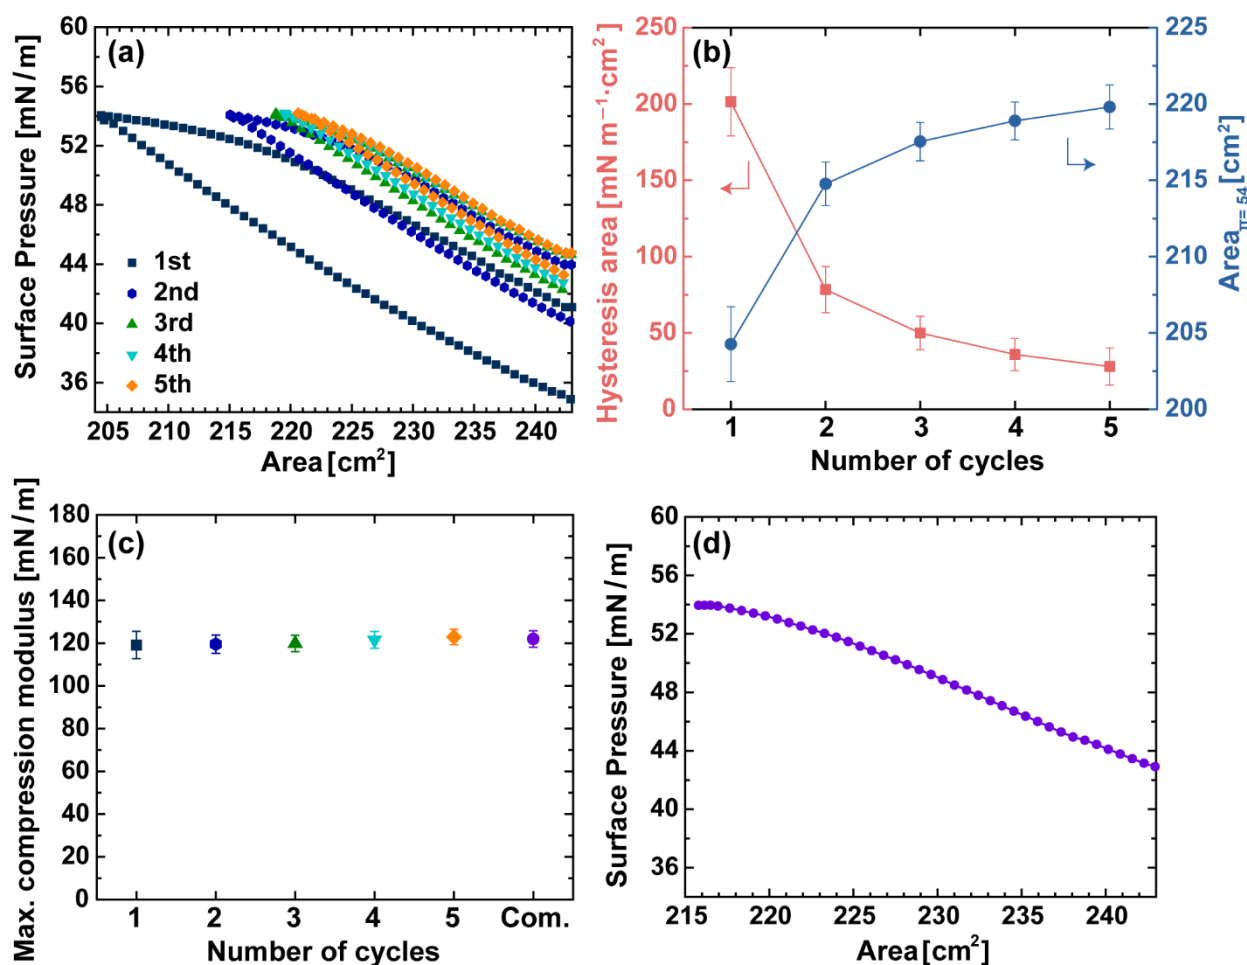 (a)
Surface Pressure [mN/m]
60
56
52
48
44
40
36
1st
2nd
3rd
4th
5th
205 210 215 220 225 230 235 240
Area [cm²]
(b)
Hysteresis area [mN m⁻¹·cm²]
250
200
150
100
50
0
225
220
215
210
205
200
Area π= 54 [cm²]
1 2 3 4 5
Number of cycles
(c)
Max. compression modulus [mN/m]
180
160
140
120
100
80
60
40
20
0
1 2 3 4 5 Com.
Number of cycles
(d)
Surface Pressure [mN/m]
60
56
52
48
44
40
36
215 220 225 230 235 240
Area [cm²]